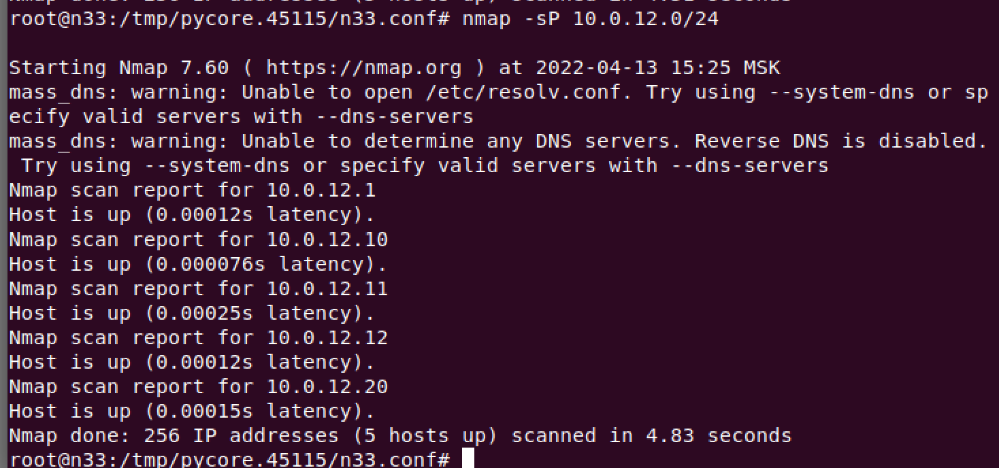 root@n33:/tmp/pycore.45115/n33.conf# nmap -sP 10.0.12.0/24
Starting Nmap 7.60 ( https://nmap.org ) at 2022-04-13 15:25 MSK
mass_dns: warning: Unable to open /etc/resolv.conf. Try using --system-dns or sp
ecify valid servers with --dns-servers
mass_dns: warning: Unable to determine any DNS servers. Reverse DNS is disabled.
 Try using --system-dns or specify valid servers with --dns-servers
Nmap scan report for 10.0.12.1
Host is up (0.00012s latency).
Nmap scan report for 10.0.12.10
Host is up (0.000076s latency).
Nmap scan report for 10.0.12.11
Host is up (0.00025s latency).
Nmap scan report for 10.0.12.12
Host is up (0.00012s latency).
Nmap scan report for 10.0.12.20
Host is up (0.00015s latency).
Nmap done: 256 IP addresses (5 hosts up) scanned in 4.83 seconds
root@n33:/tmp/pycore.45115/n33.conf#